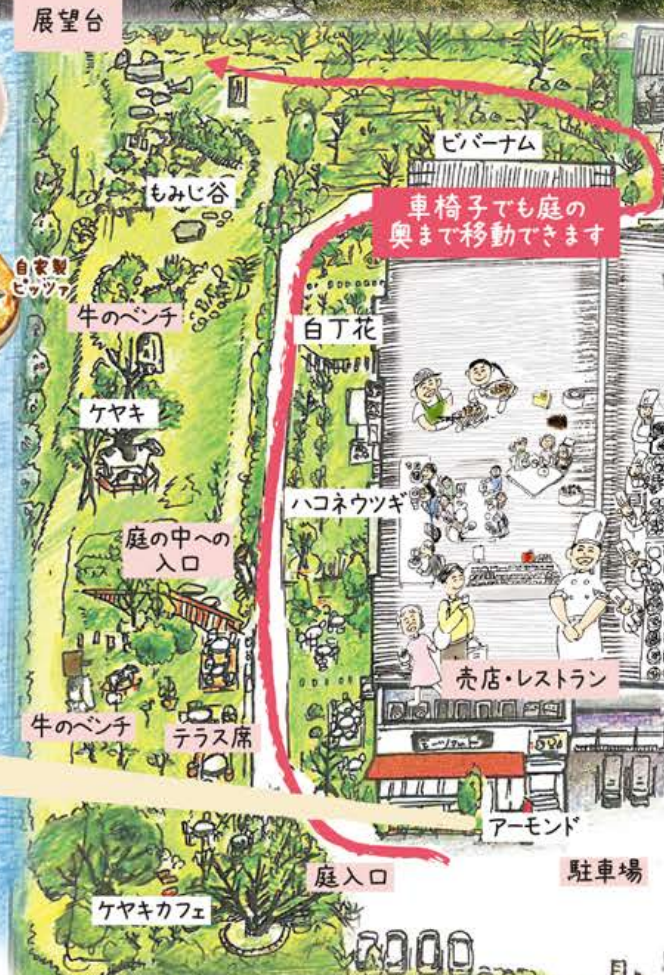 展望台
ビバーナム
もみじ谷
車椅子でも庭の
奥まで移動できます
自家製
ピッツァ
牛のベンチ
白丁花
ケヤキ
ハコネウツギ
庭の中への
入口
売店・レストラン
牛のベンチ
テラス席
アーモンド
庭入口
駐車場
ケヤキカフェ